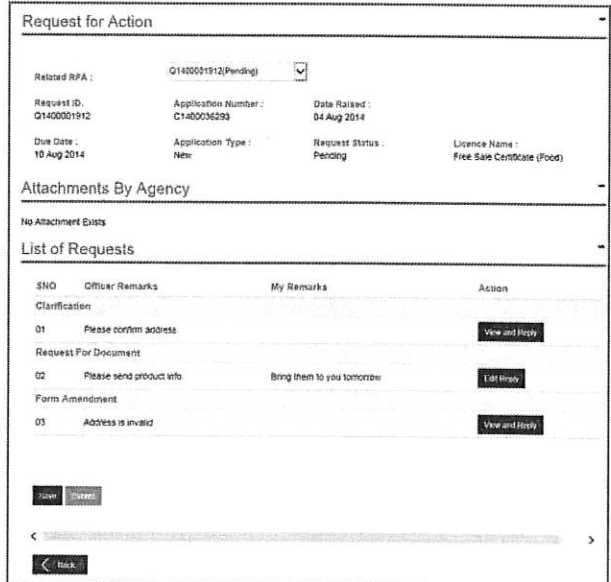 Request for Action
Related RFA :
Q1400001912(Pending)
Request ID.
Application Number :
Date Raised :
Q1400001912
C1400036293
04 Aug 2014
Due Date :
Application Type :
Request Status :
Licence Name :
10 Aug 2014
New
Pending
Free Sale Certificate (Food)
Attachments By Agency
No Attachment Exists
List of Requests
SNO Officer Remarks My Remarks Action
Clarification
01 Please confirm address View and Reply
Request For Document
02 Please send product info Bring them to you tomorrow Edit Reply
Form Amendment
03 Address is invalid View and Reply
Save Submit
Back